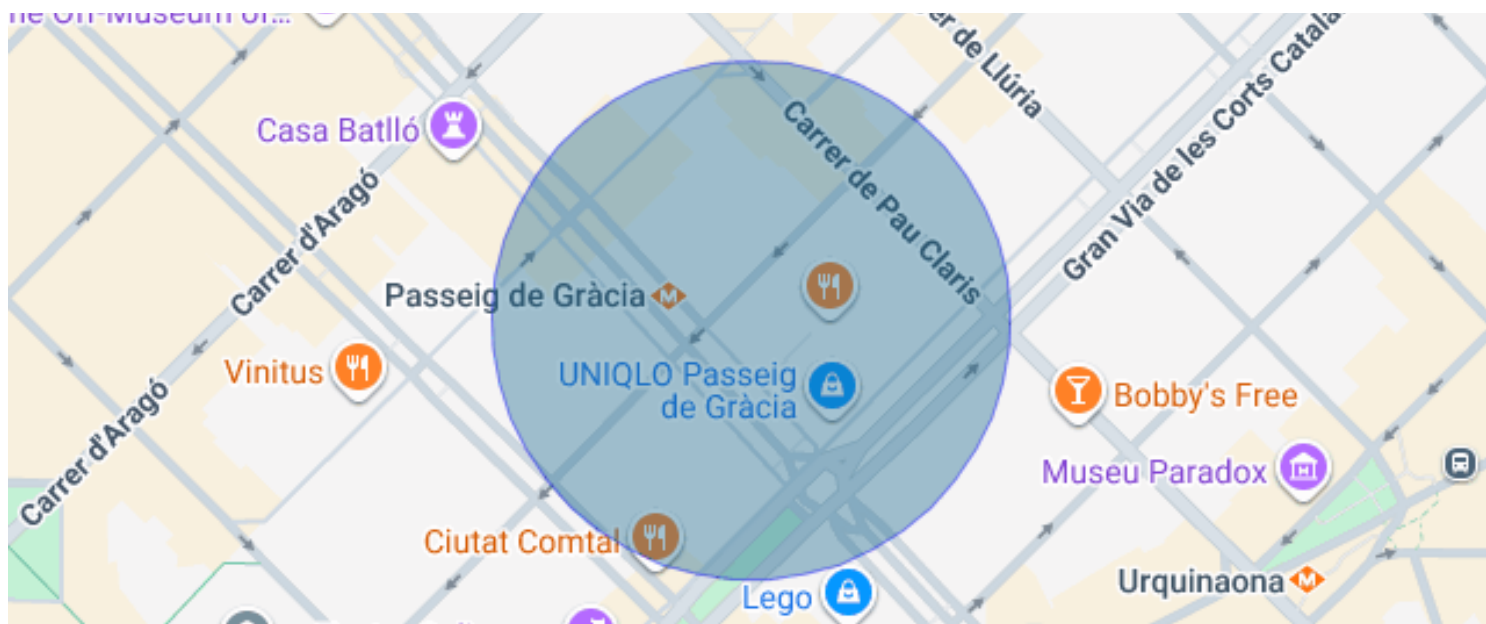 Casa Batlló
Carrer d'Aragó
Carrer d'Aragó
Carrer de Pau Claris
er de Llúria
Gran Via de les Corts Catala
Passeig de Gràcia
M
Vinitus
UNIQLO Passeig
de Gràcia
Bobby's Free
Museu Paradox
Ciutat Comtal
Lego
Urquinaona
M